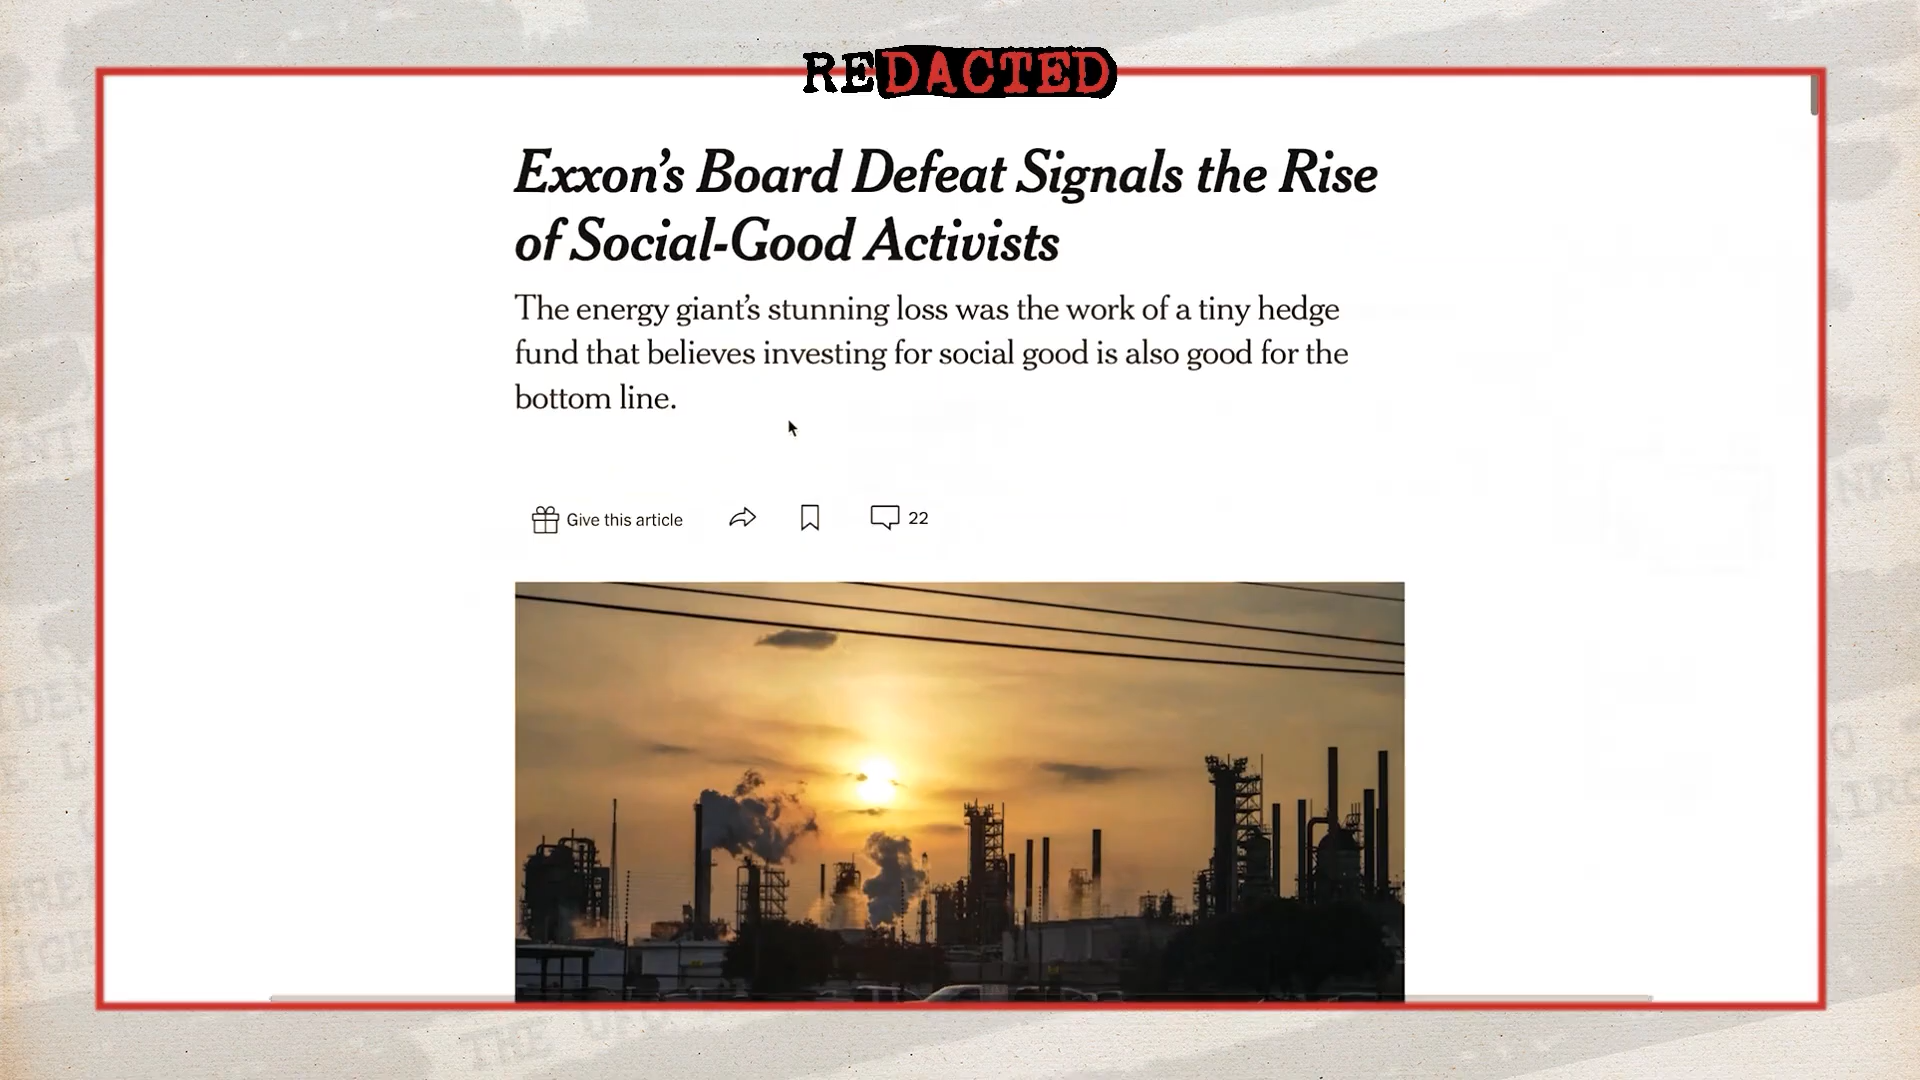 REDACTED
Exxon’s Board Defeat Signals the Rise
of Social-Good Activists
The energy giant’s stunning loss was the work of a tiny hedge
fund that believes investing for social good is also good for the
bottom line.
Give this article
22